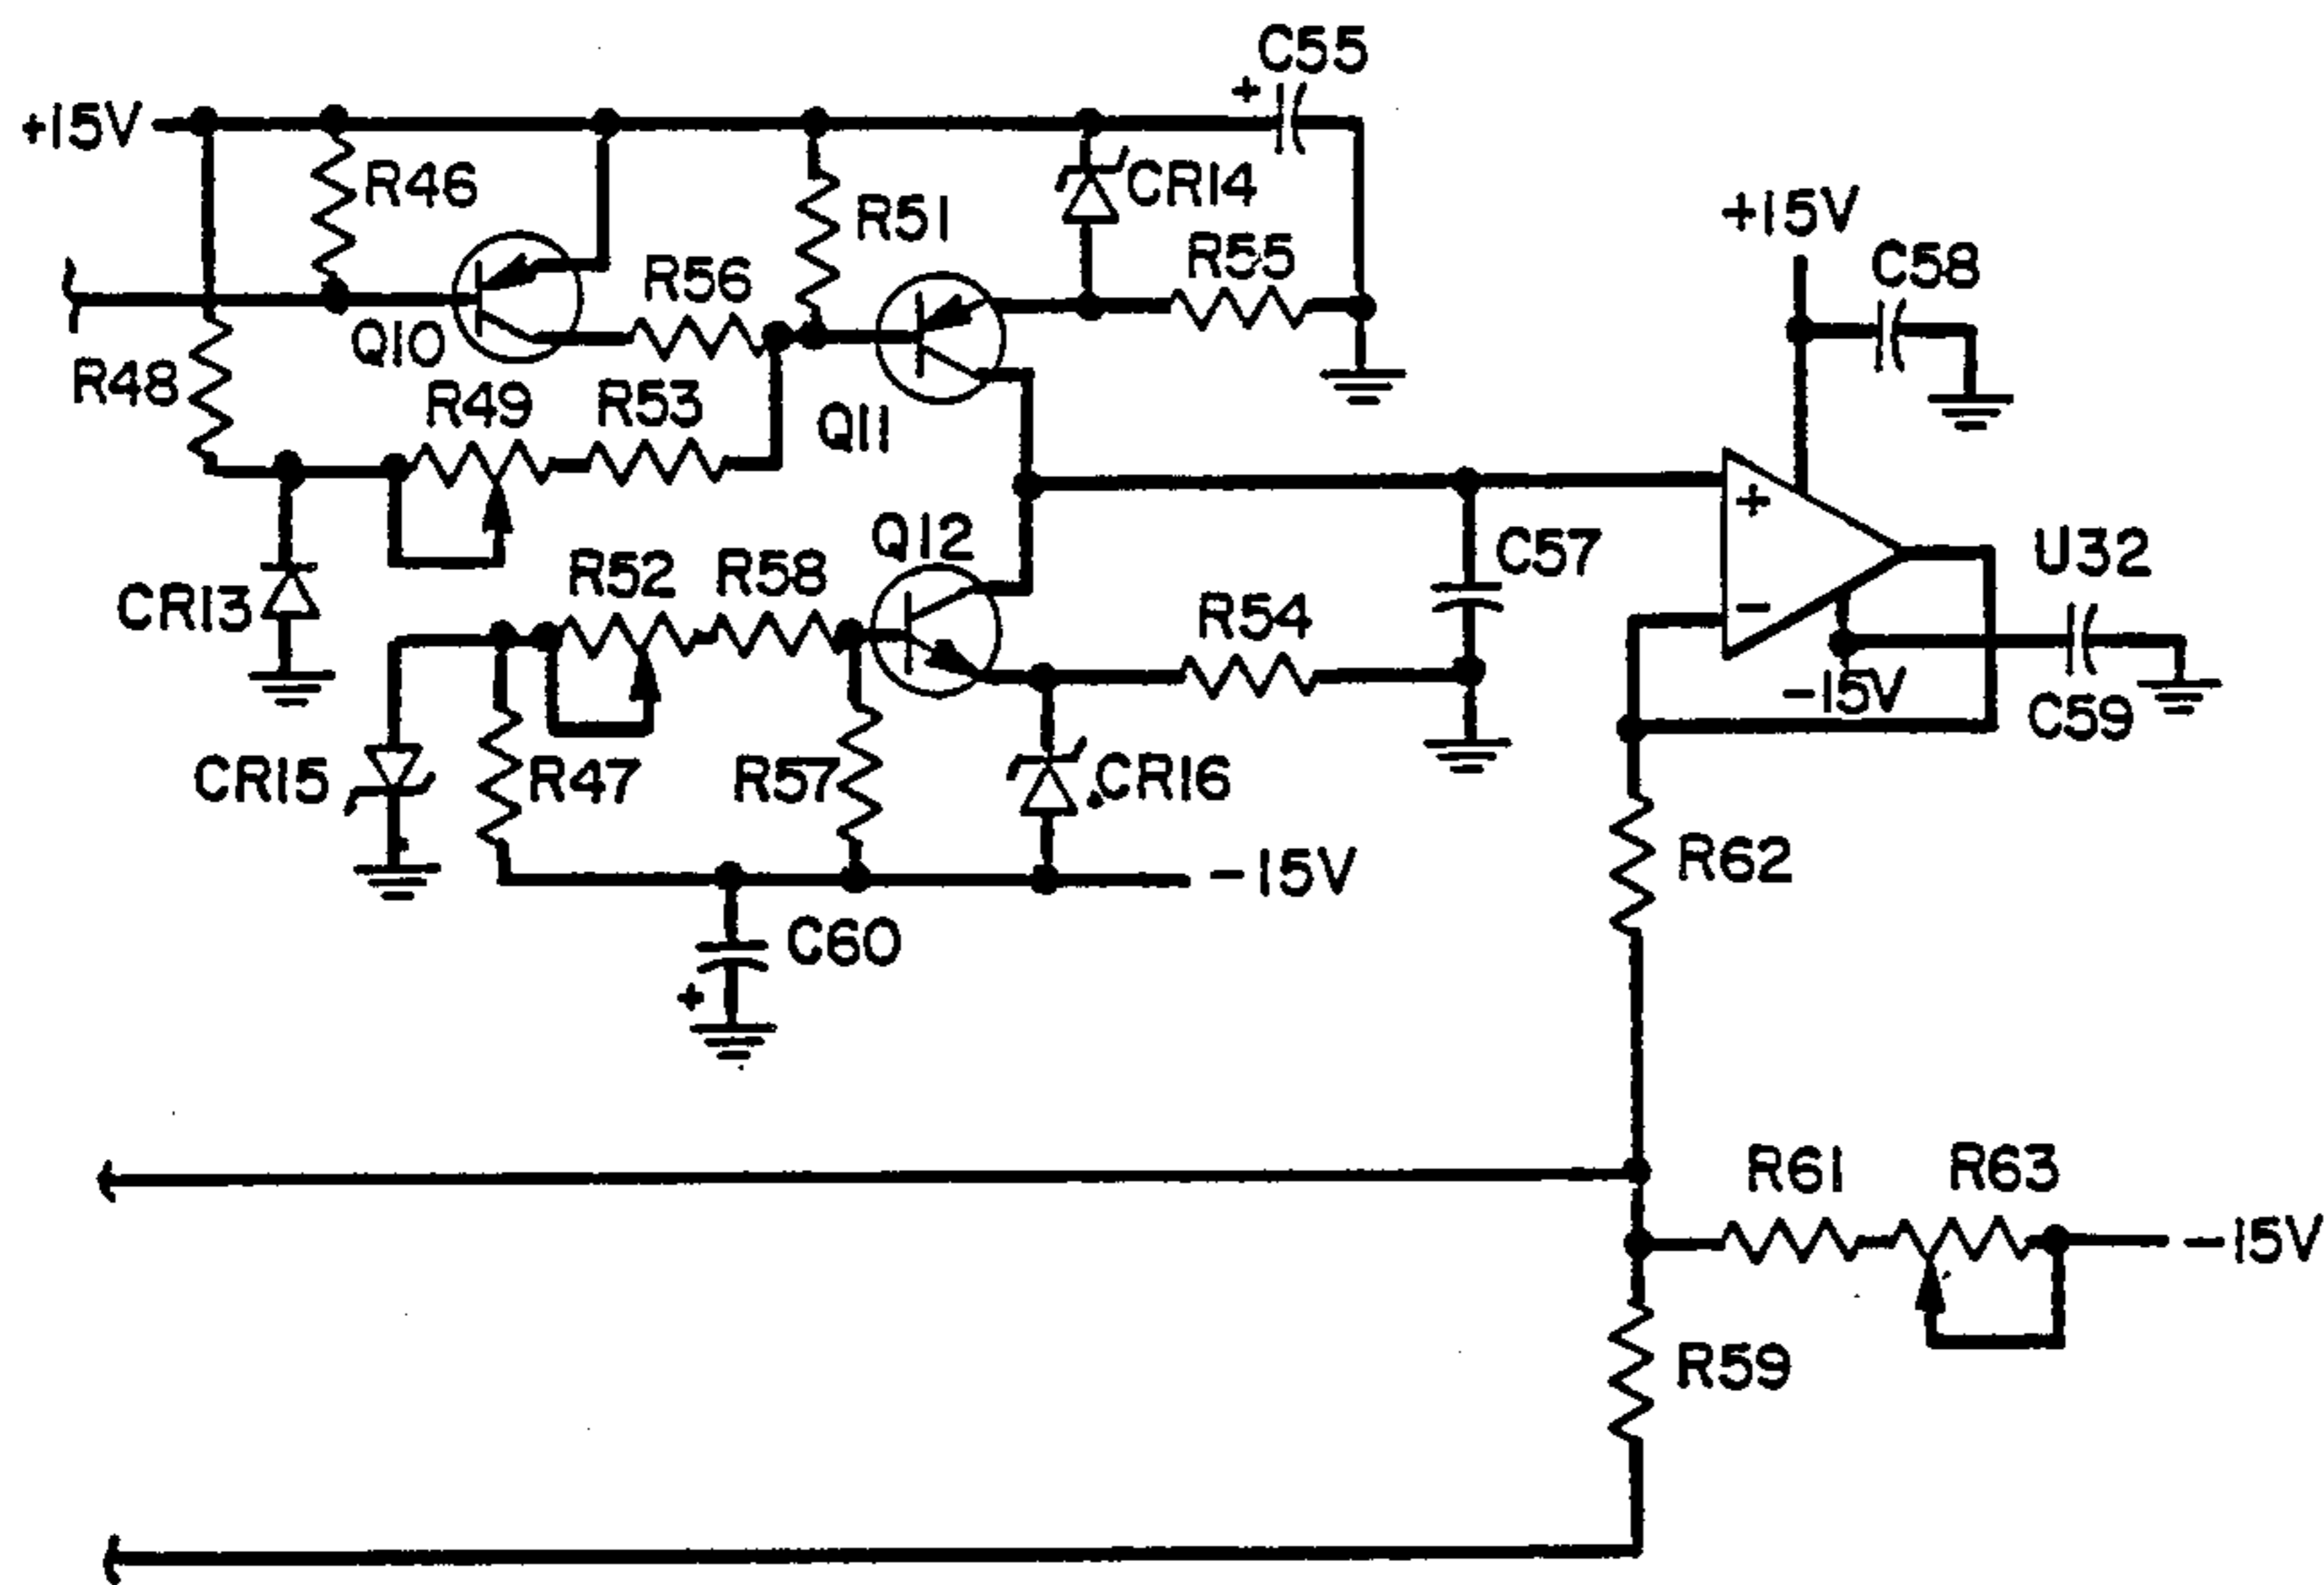 C55
+
+15V
R46
CR14
R51
+15V
R55
C58
R56
Q10
R48
R49
R53
Q11
+
Q12
C57
U32
R52
R58
CR13
R54
-
-15V
C59
CR15
R47
R57
CR16
R62
-15V
C60
+
R61
R63
-15V
R59